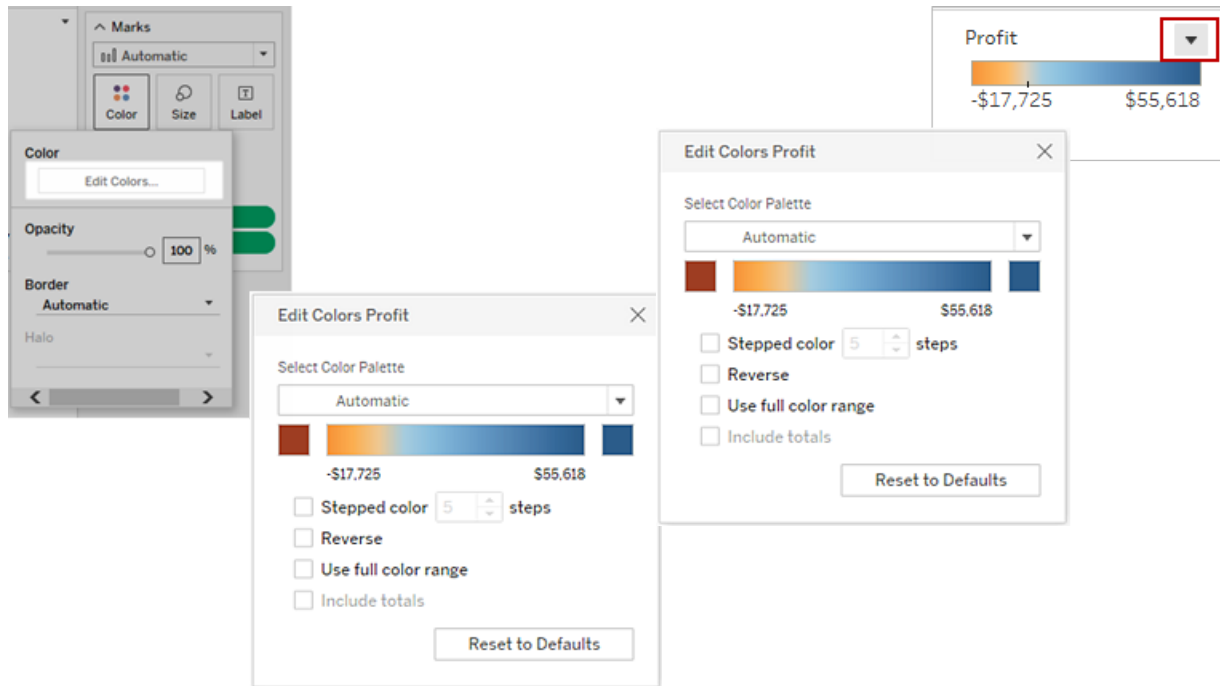 Marks
Automatic
Color
Size
Label
Color
Edit Colors...
Opacity
100 %
Border
Automatic
Halo
Edit Colors Profit
Select Color Palette
Automatic
-$17,725
$55,618
Stepped color 5 steps
Reverse
Use full color range
Include totals
Reset to Defaults
Profit
-$17,725
$55,618
Edit Colors Profit
Select Color Palette
Automatic
-$17,725
$55,618
Stepped color 5 steps
Reverse
Use full color range
Include totals
Reset to Defaults